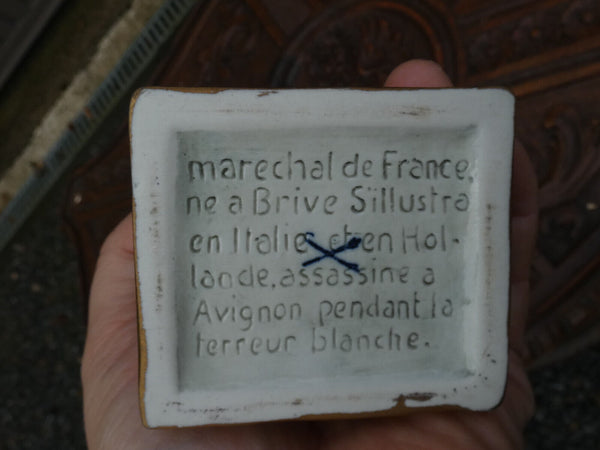 marechal de France.
ne a Brive S'illustra
en Italie et en Hol-
lande, assassine a
Avignon pendant la
terreur blanche.